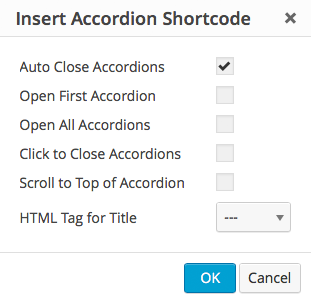 Insert Accordion Shortcode
Auto Close Accordions
Open First Accordion
Open All Accordions
Click to Close Accordions
Scroll to Top of Accordion
HTML Tag for Title ---
OK Cancel